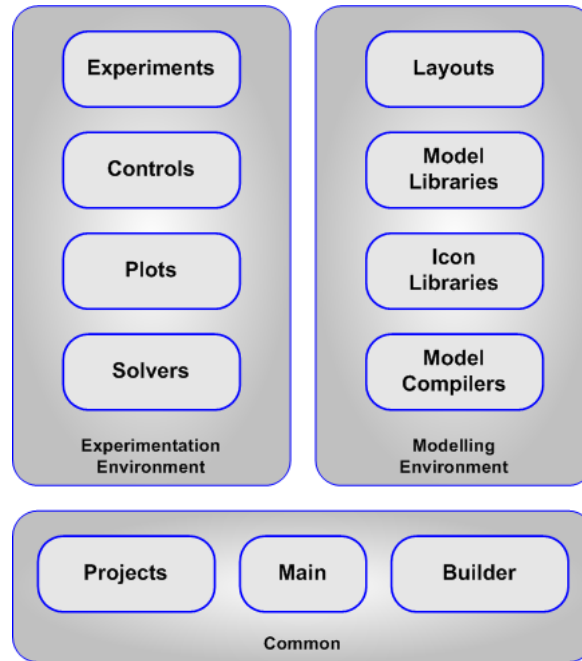 Experiments
Controls
Plots
Solvers
Experimentation
Environment
Layouts
Model
Libraries
Icon
Libraries
Model
Compilers
Modelling
Environment
Projects
Main
Builder
Common